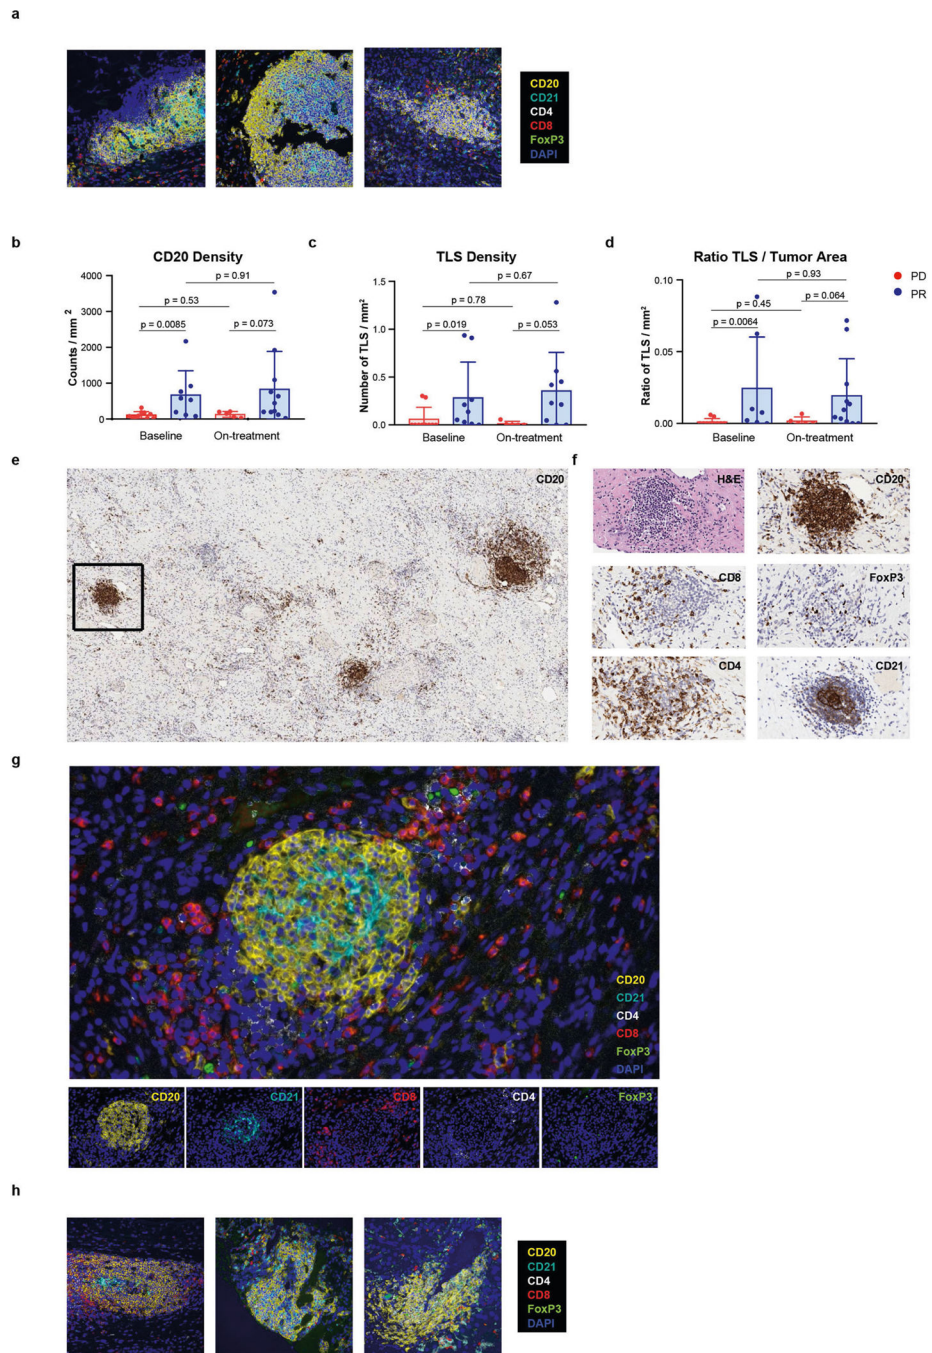 a
CD20
CD21
CD4
CD8
FoxP3
DAPI
b
CD20 Density
Counts / mm 2
4000
3000
2000
1000
0
p = 0.91
p = 0.53
p = 0.0085
p = 0.073
Baseline
On-treatment
c
TLS Density
Number of TLS / mm²
1.5
1.0
0.5
0.0
p = 0.67
p = 0.78
p = 0.019
p = 0.053
Baseline
On-treatment
d
Ratio TLS / Tumor Area
Ratio of TLS / mm²
0.10
0.05
0.00
p = 0.93
p = 0.45
p = 0.064
p = 0.0064
Baseline
On-treatment
PD
PR
e
CD20
f
H&E
CD20
CD8
FoxP3
CD4
CD21
g
CD20
CD21
CD4
CD8
FoxP3
DAPI
CD20
CD21
CD8
CD4
FoxP3
h
CD20
CD21
CD4
CD8
FoxP3
DAPI